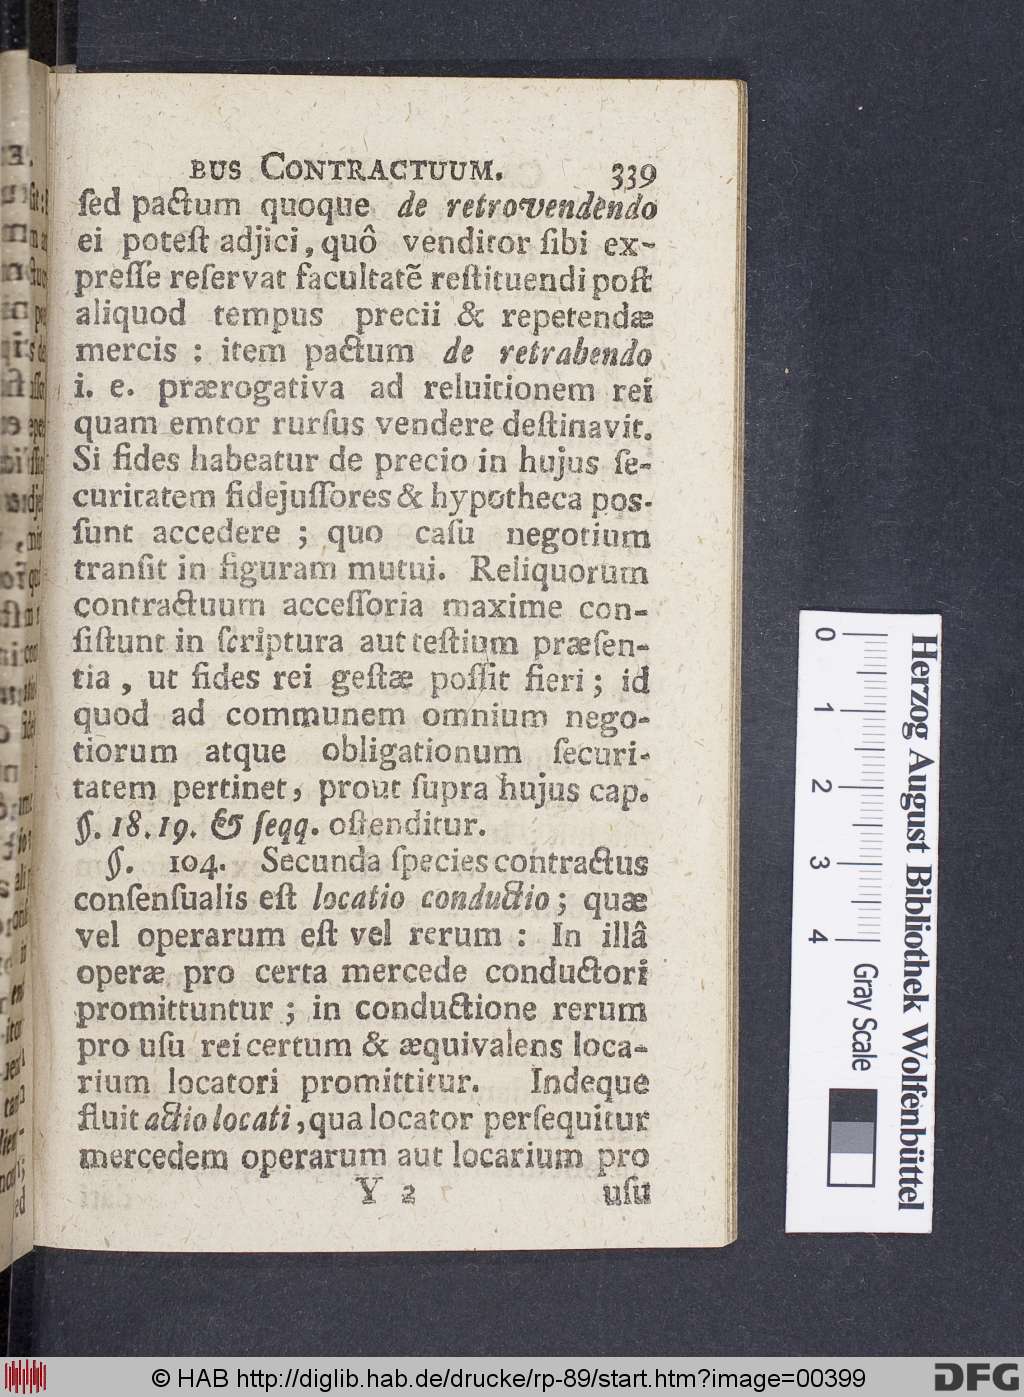 BUS CONTRACTUUM. 339
ſed pactum quoque de retrovendendo
ei poteſt adjici, quô venditor ſibi ex-
preſſe reſervat facultatẽ reſtituendi poſt
aliquod tempus precii & repetendæ
mercis : item pactum de retrahendo
i. e. prærogativa ad reluitionem rei
quam emtor rurſus vendere deſtinavit.
Si fides habeatur de precio in hujus ſe-
curitatem fidejuſſores & hypotheca pos-
ſunt accedere ; quo caſu negotium
tranſit in figuram mutui. Reliquorum
contractuum acceſſoria maxime con-
ſiſtunt in ſcriptura aut teſtium præſen-
tia, ut fides rei geſtæ poſſit fieri ; id
quod ad communem omnium nego-
tiorum atque obligationum ſecuri-
tatem pertinet, prout ſupra hujus cap.
§. 18. 19. & ſeqq. oſtenditur.
§. 104. Secunda ſpecies contractus
conſenſualis eſt locatio conductio ; quæ
vel operarum eſt vel rerum : In illâ
operæ pro certa mercede conductori
promittuntur ; in conductione rerum
pro uſu rei certum & æquivalens loca-
rium locatori promittitur. Indeque
fluit actio locati, qua locator perſequitur
mercedem operarum aut locarium pro
Y 2 uſu
0 1 2 3 4
Gray Scale
Herzog August Bibliothek Wolfenbüttel
© HAB http://diglib.hab.de/drucke/rp-89/start.htm?image=00399
DFG